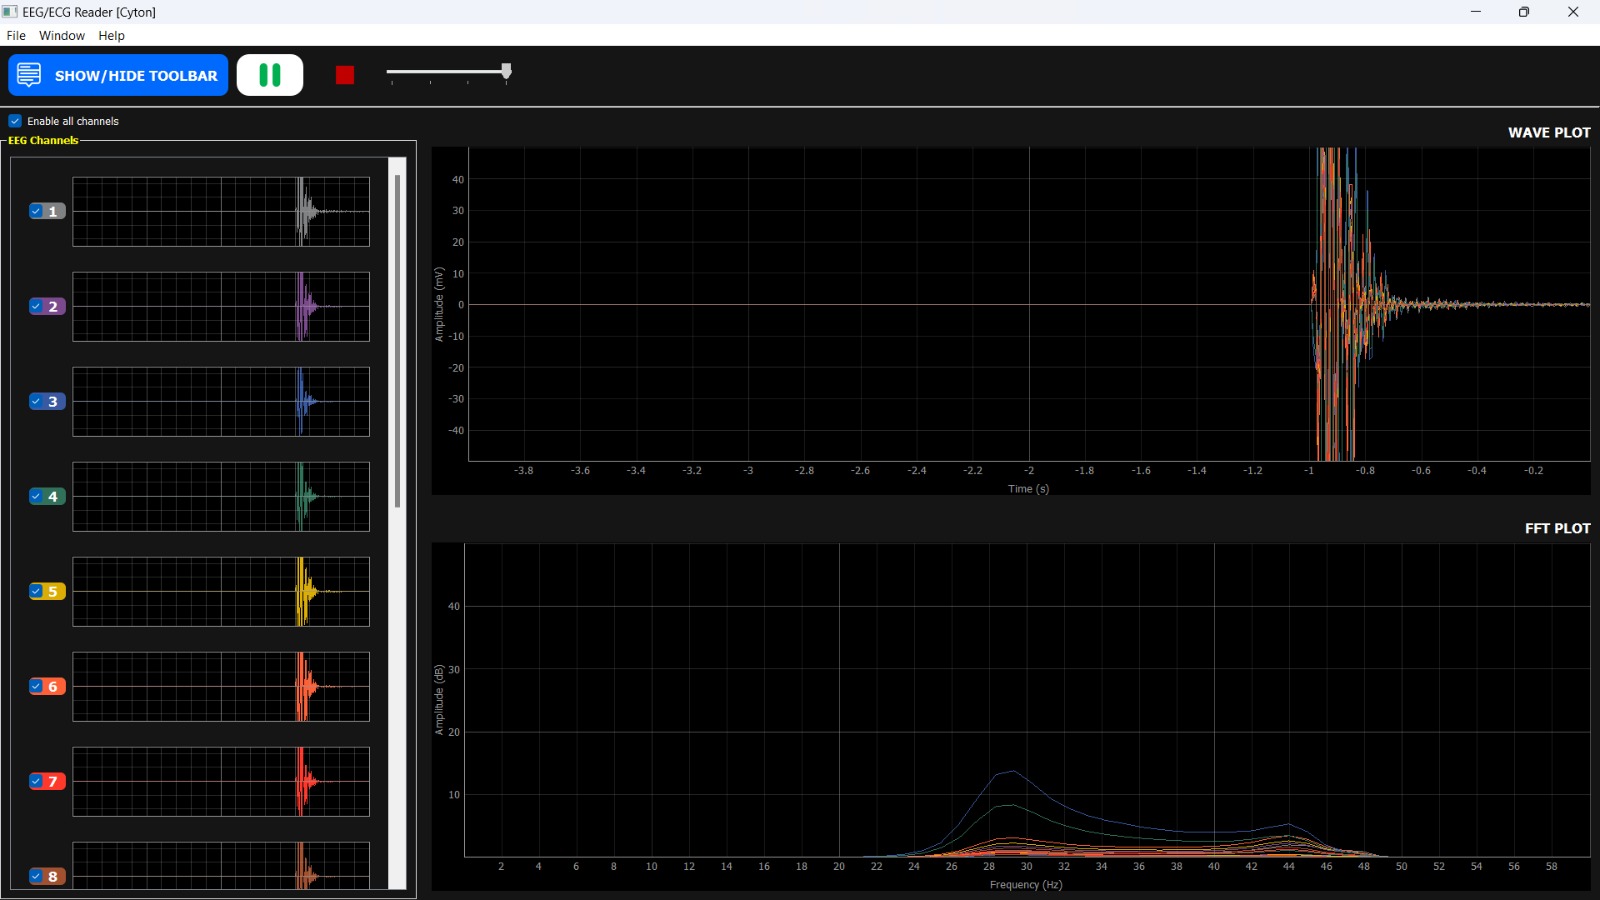 EEG/ECG Reader [Cyton]
File Window Help
SHOW/HIDE TOOLBAR
Enable all channels
EEG Channels
1
2
3
4
5
6
7
8
WAVE PLOT
Amplitude (mV)
40
30
20
10
0
-10
-20
-30
-40
-3.8 -3.6 -3.4 -3.2 -3 -2.8 -2.6 -2.4 -2.2 -2 -1.8 -1.6 -1.4 -1.2 -1 -0.8 -0.6 -0.4 -0.2
Time (s)
FFT PLOT
Amplitude (dB)
40
30
20
10
2 4 6 8 10 12 14 16 18 20 22 24 26 28 30 32 34 36 38 40 42 44 46 48 50 52 54 56 58
Frequency (Hz)